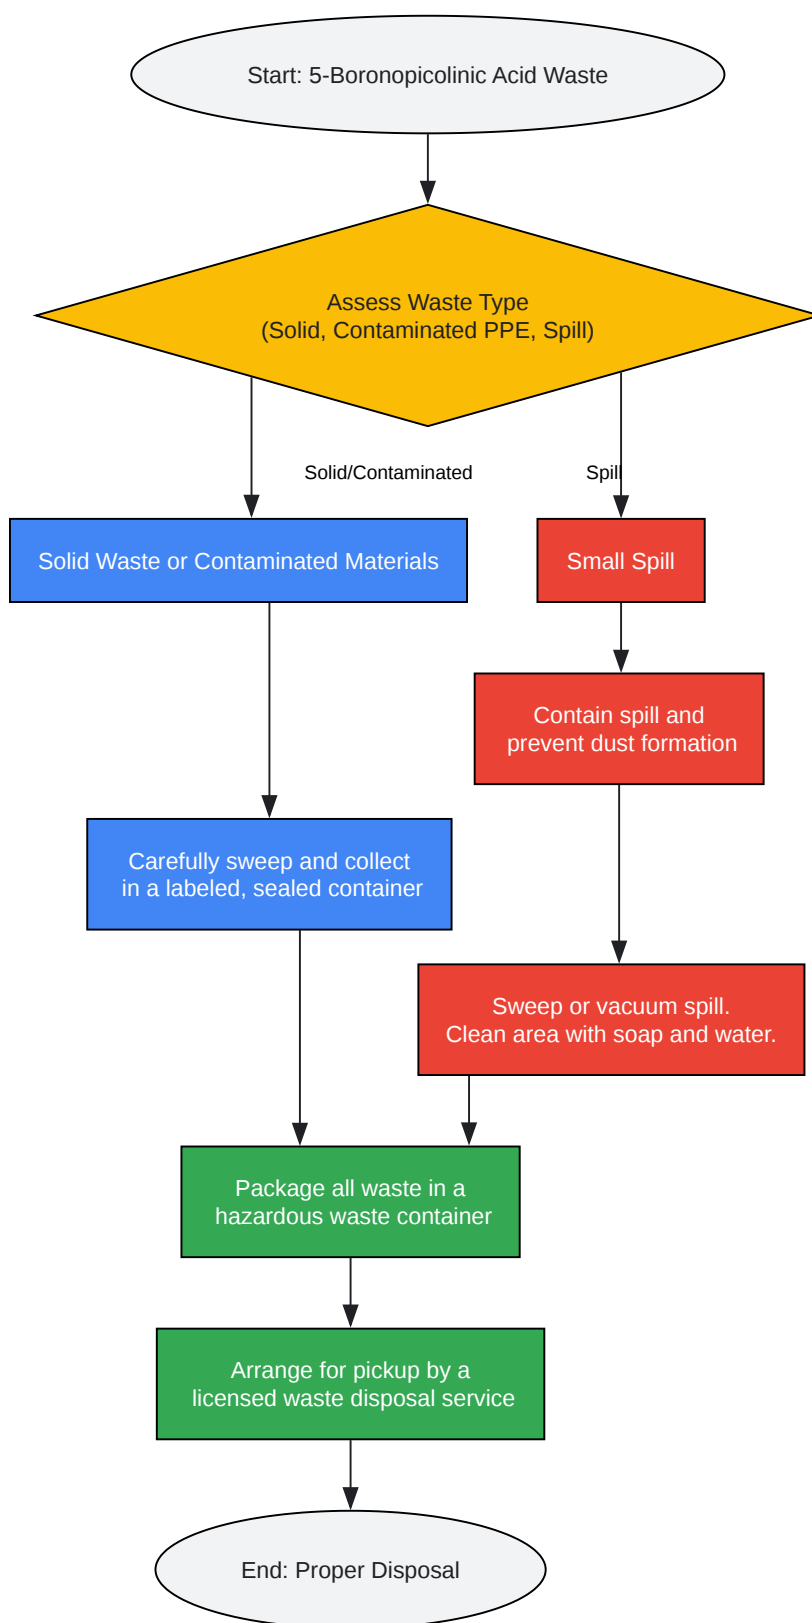 Start: 5-Boronopicolinic Acid Waste
Assess Waste Type
(Solid, Contaminated PPE, Spill)
Solid/Contaminated
Spill
Solid Waste or Contaminated Materials
Small Spill
Contain spill and
prevent dust formation
Carefully sweep and collect
in a labeled, sealed container
Sweep or vacuum spill.
Clean area with soap and water.
Package all waste in a
hazardous waste container
Arrange for pickup by a
licensed waste disposal service
End: Proper Disposal